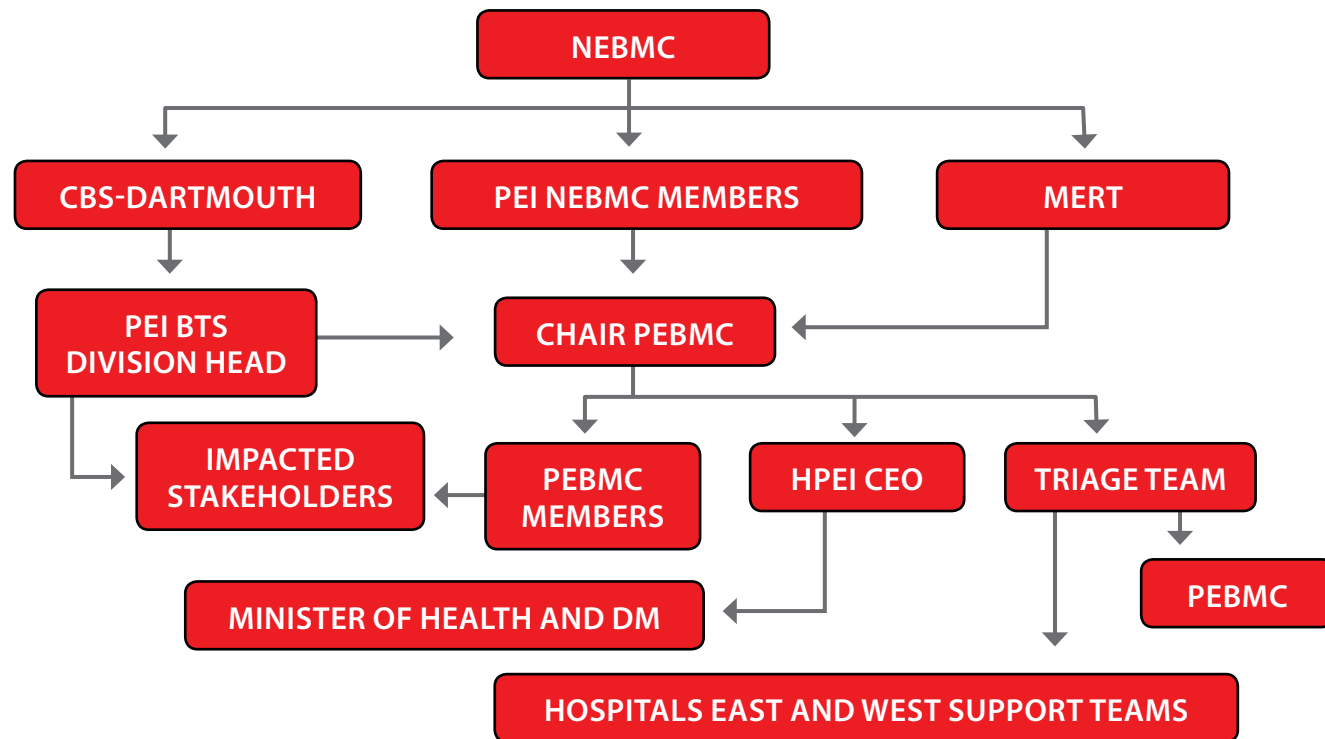 NEBMC
CBS-DARTMOUTH
PEI NEBMC MEMBERS
MERT
PEI BTS
DIVISION HEAD
CHAIR PEBMC
IMPACTED
STAKEHOLDERS
PEBMC
MEMBERS
HPEI CEO
TRIAGE TEAM
PEBMC
MINISTER OF HEALTH AND DM
HOSPITALS EAST AND WEST SUPPORT TEAMS